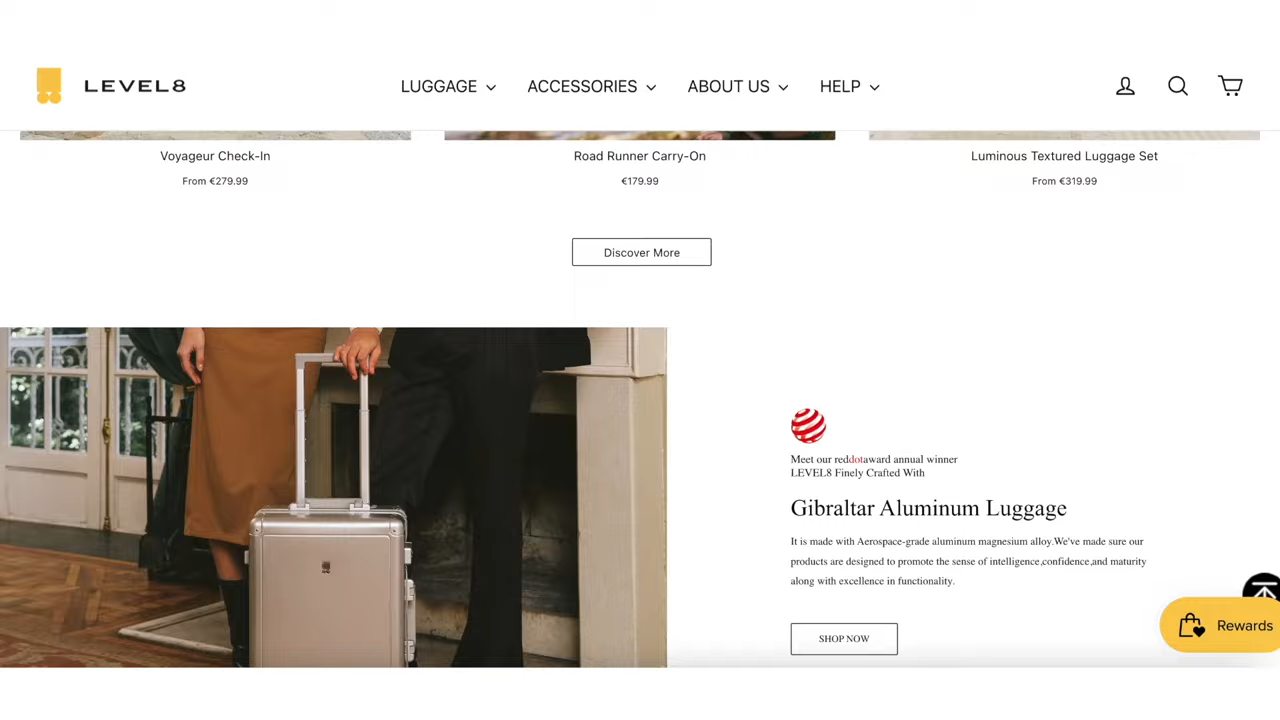 LEVEL8
LUGGAGE
ACCESSORIES
ABOUT US
HELP
Voyageur Check-In
From €279.99
Road Runner Carry-On
€179.99
Luminous Textured Luggage Set
From €319.99
Discover More
Meet our reddotaward annual winner
LEVEL8 Finely Crafted With
Gibraltar Aluminum Luggage
It is made with Aerospace-grade aluminum magnesium alloy.We've made sure our
products are designed to promote the sense of intelligence,confidence,and maturity
along with excellence in functionality.
SHOP NOW
Rewards